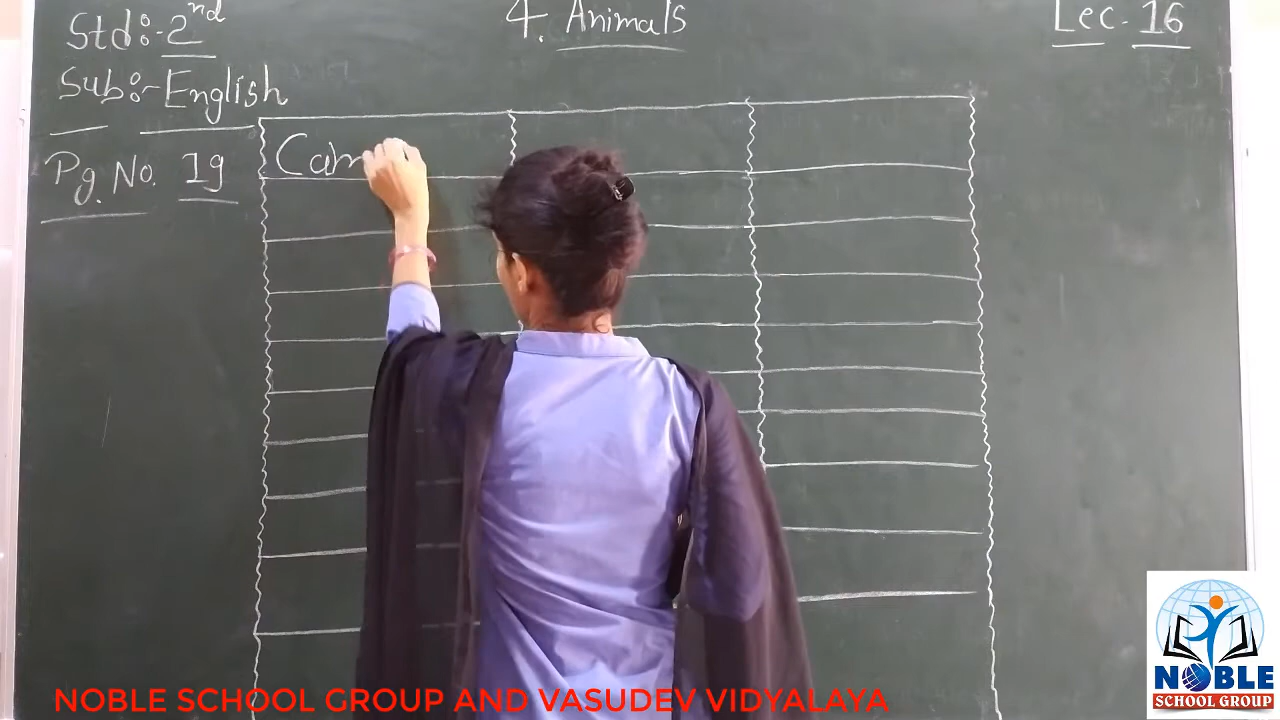 Std:- 2nd
4. Animals
Lec- 16
Sub:- English
Pg. No. 19
Cam
NOBLE SCHOOL GROUP AND VASUDEV VIDYALAYA
NOBLE
SCHOOL GROUP